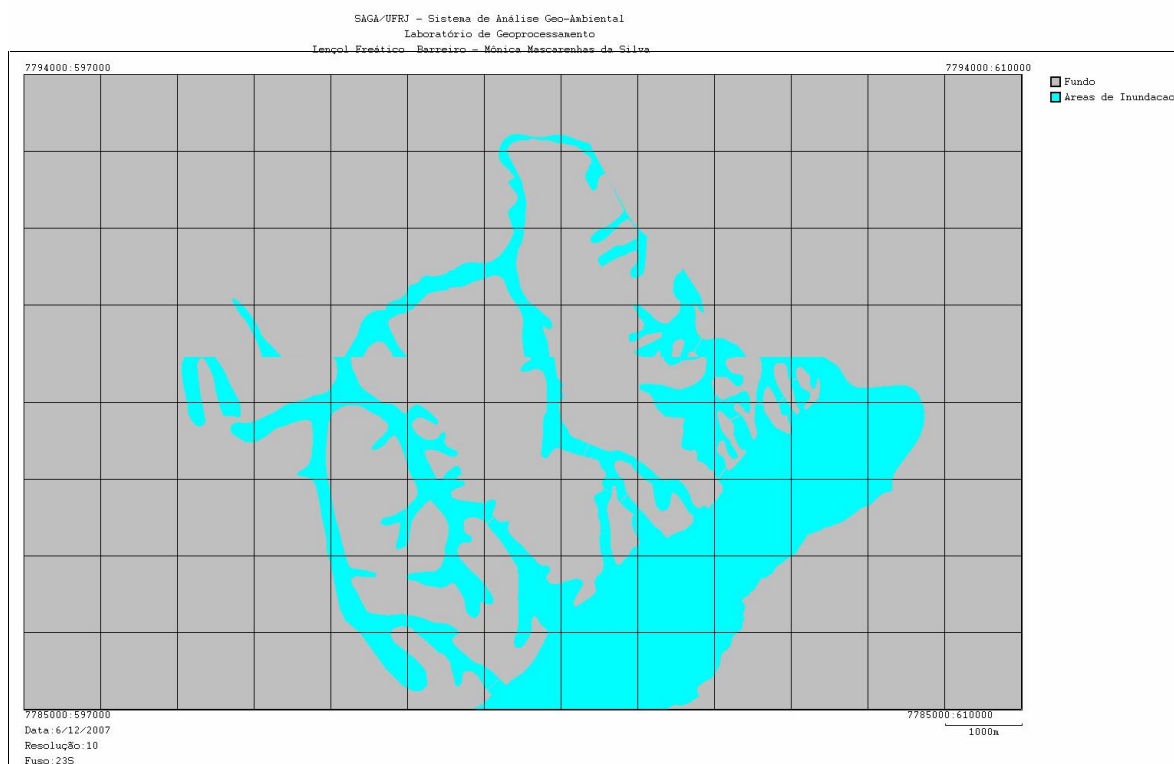 SAGA/UFRJ - Sistema de Análise Geo-Ambiental
Laboratório de Geoprocessamento
Lençol Freático Barreiro - Mônica Mascarenhas da Silva
7794000:597000
7794000:610000
Fundo
Areas de Inundacao
7785000:597000
7785000:610000
Data:6/12/2007
1000m
Resolução:10
Fuso:23S